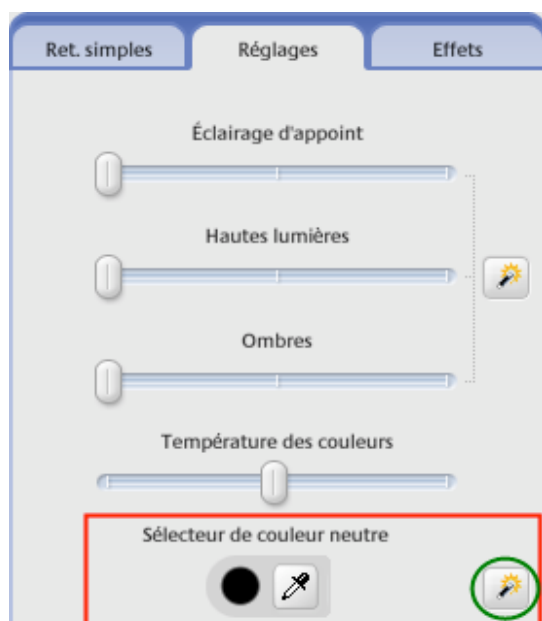 Ret. simples
Réglages
Effets
Éclairage d'appoint
Hautes lumières
Ombres
Température des couleurs
Sélecteur de couleur neutre